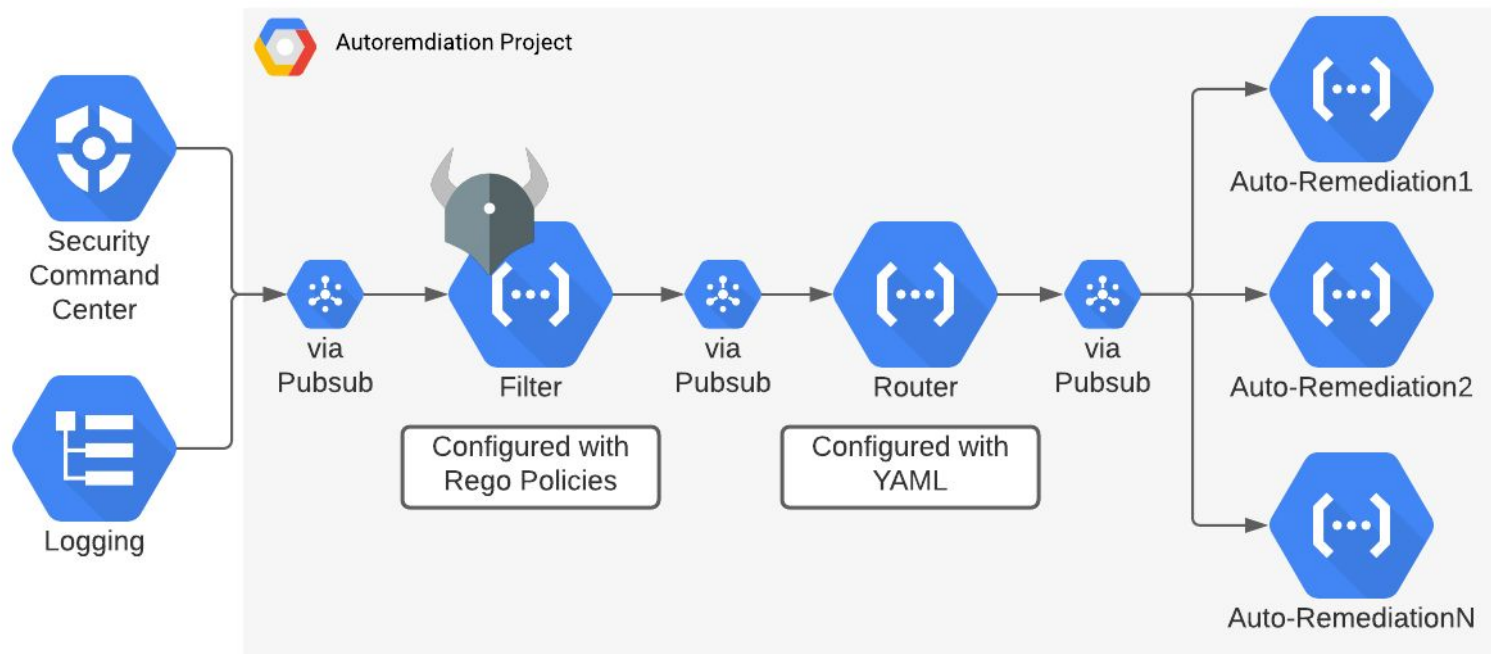 Autoremdiation Project
Security
Command
Center
Logging
via
Pubsub
Filter
Configured with
Rego Policies
via
Pubsub
Router
Configured with
YAML
via
Pubsub
Auto-Remediation1
Auto-Remediation2
Auto-RemediationN